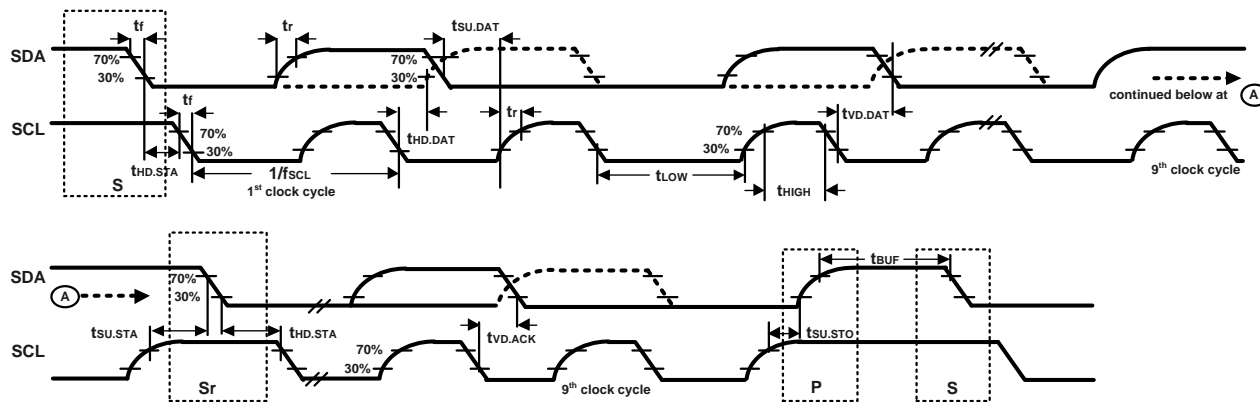 tf
tr
tSU.DAT
SDA
70%
30%
70%
30%
continued below at A
tf
tHD.DAT
tr
tVD.DAT
SCL
70%
30%
70%
30%
tHD.STA
S
1/fSCL
1st clock cycle
tLOW
tHIGH
9th clock cycle
SDA
A
70%
30%
tBUF
tSU.STA
tHD.STA
tVD.ACK
tSU.STO
SCL
70%
30%
Sr
9th clock cycle
P
S